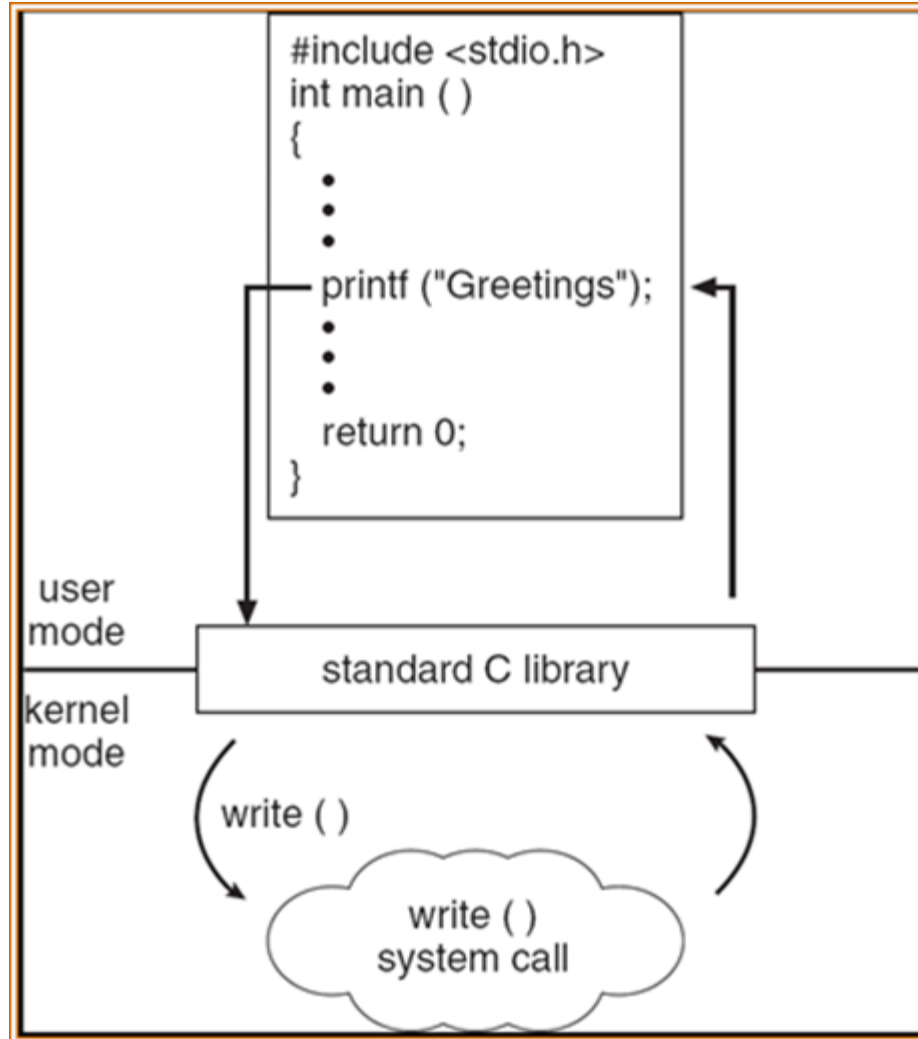 #include <stdio.h>
int main ( )
{
•
•
•
printf ("Greetings");
•
•
•
return 0;
}
user
mode
standard C library
kernel
mode
write ( )
write ( )
system call